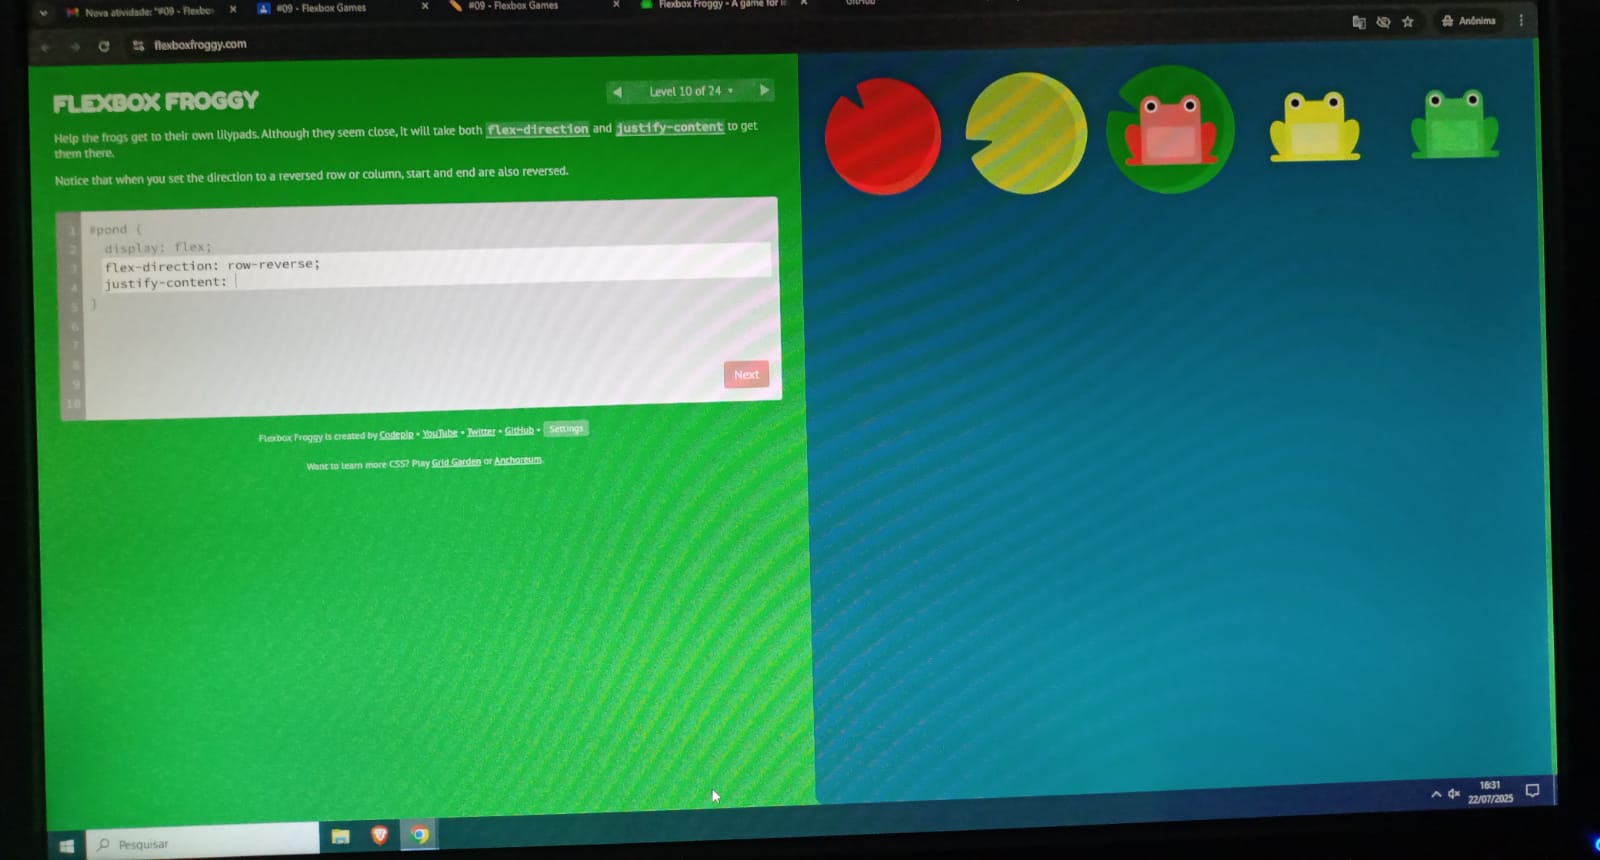 Nova atividade: "#09 - Flexbo
#09 - Flexbox Games
#09 - Flexbox Games
Flexbox Froggy - A game for l
GitHub
flexboxfroggy.com
Anônima
FLEXBOX FROGGY
Level 10 of 24
Help the frogs get to their own lilypads. Although they seem close, it will take both flex-direction and justify-content to get
them there.
Notice that when you set the direction to a reversed row or column, start and end are also reversed.
1 #pond {
2 display: flex;
3 flex-direction: row-reverse;
4 justify-content:
5 }
6
7
8
9
10
Next
Flexbox Froggy is created by Codepip • YouTube • Twitter • GitHub • Settings
Want to learn more CSS? Play Grid Garden or Anchoreum.
16:31
22/07/2025
Pesquisar